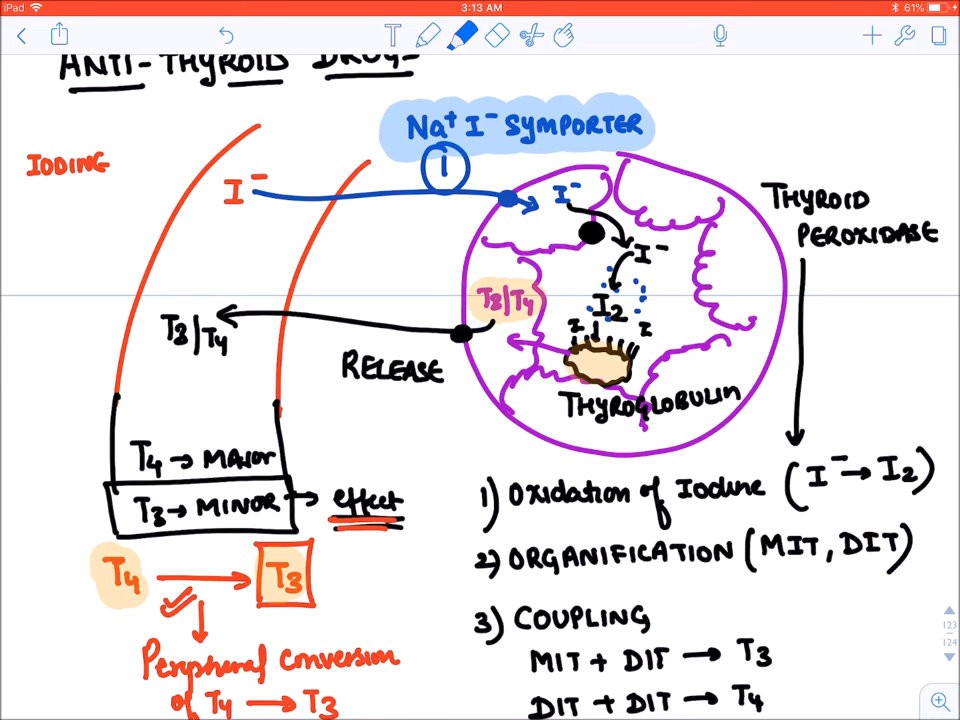 iPad
3:13 AM
61%
T
ANTI-THYROID DRUGS
Na+ I- SYMPORTER
1
IODINE
I-
I-
I-
I2
I
I
THYROID
PEROXIDASE
T3/T4
T3/T4
RELEASE
THYROGLOBULIN
T4 → MAJOR
T3 → MINOR → effect
T4 → T3
Peripheral conversion
of T4 → T3
1) Oxidation of Iodine (I- → I2)
2) ORGANIFICATION (MIT, DIT)
3) COUPLING
MIT + DIT → T3
DIT + DIT → T4
123
124